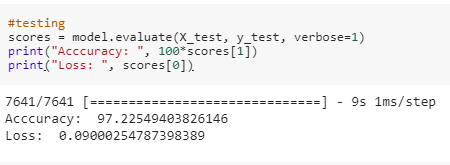 #testing
scores = model.evaluate(X_test, y_test, verbose=1)
print("Acccuracy: ", 100*scores[1])
print("Loss: ", scores[0])
7641/7641 [==============================] - 9s 1ms/step
Acccuracy:  97.22549403826146
Loss:  0.09000254787398389